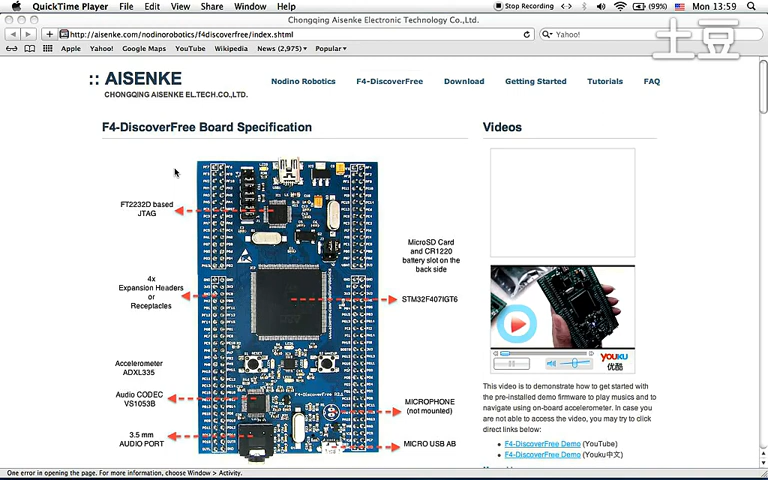 QuickTime Player File Edit View Share Window Help
Stop Recording (99%) Mon 13:59
Chongqing Aisenke Electronic Technology Co.,Ltd.
http://aisenke.com/nodinorobotics/f4discoverfree/index.shtml
Yahoo!
Apple Yahoo! Google Maps YouTube Wikipedia News (2,975) Popular
土豆
:: AISENKE
CHONGQING AISENKE EL.TECH.CO.,LTD.
Nodino Robotics F4-DiscoverFree Download Getting Started Tutorials FAQ
F4-DiscoverFree Board Specification
FT2232D based
JTAG
4x
Expansion Headers
or
Receptacles
Accelerometer
ADXL335
Audio CODEC
VS1053B
3.5 mm
AUDIO PORT
MicroSD Card
and CR1220
battery slot on the
back side
STM32F407IGT6
MICROPHONE
(not mounted)
MICRO USB AB
Videos
YOUKU
优酷
This video is to demonstrate how to get started with
the pre-installed demo firmware to play musics and to
navigate using on-board accelerometer. In case you
are not able to access the video, you may try to click
direct links below:
F4-DiscoverFree Demo (YouTube)
F4-DiscoverFree Demo (Youku中文)
One error in opening the page. For more information, choose Window > Activity.